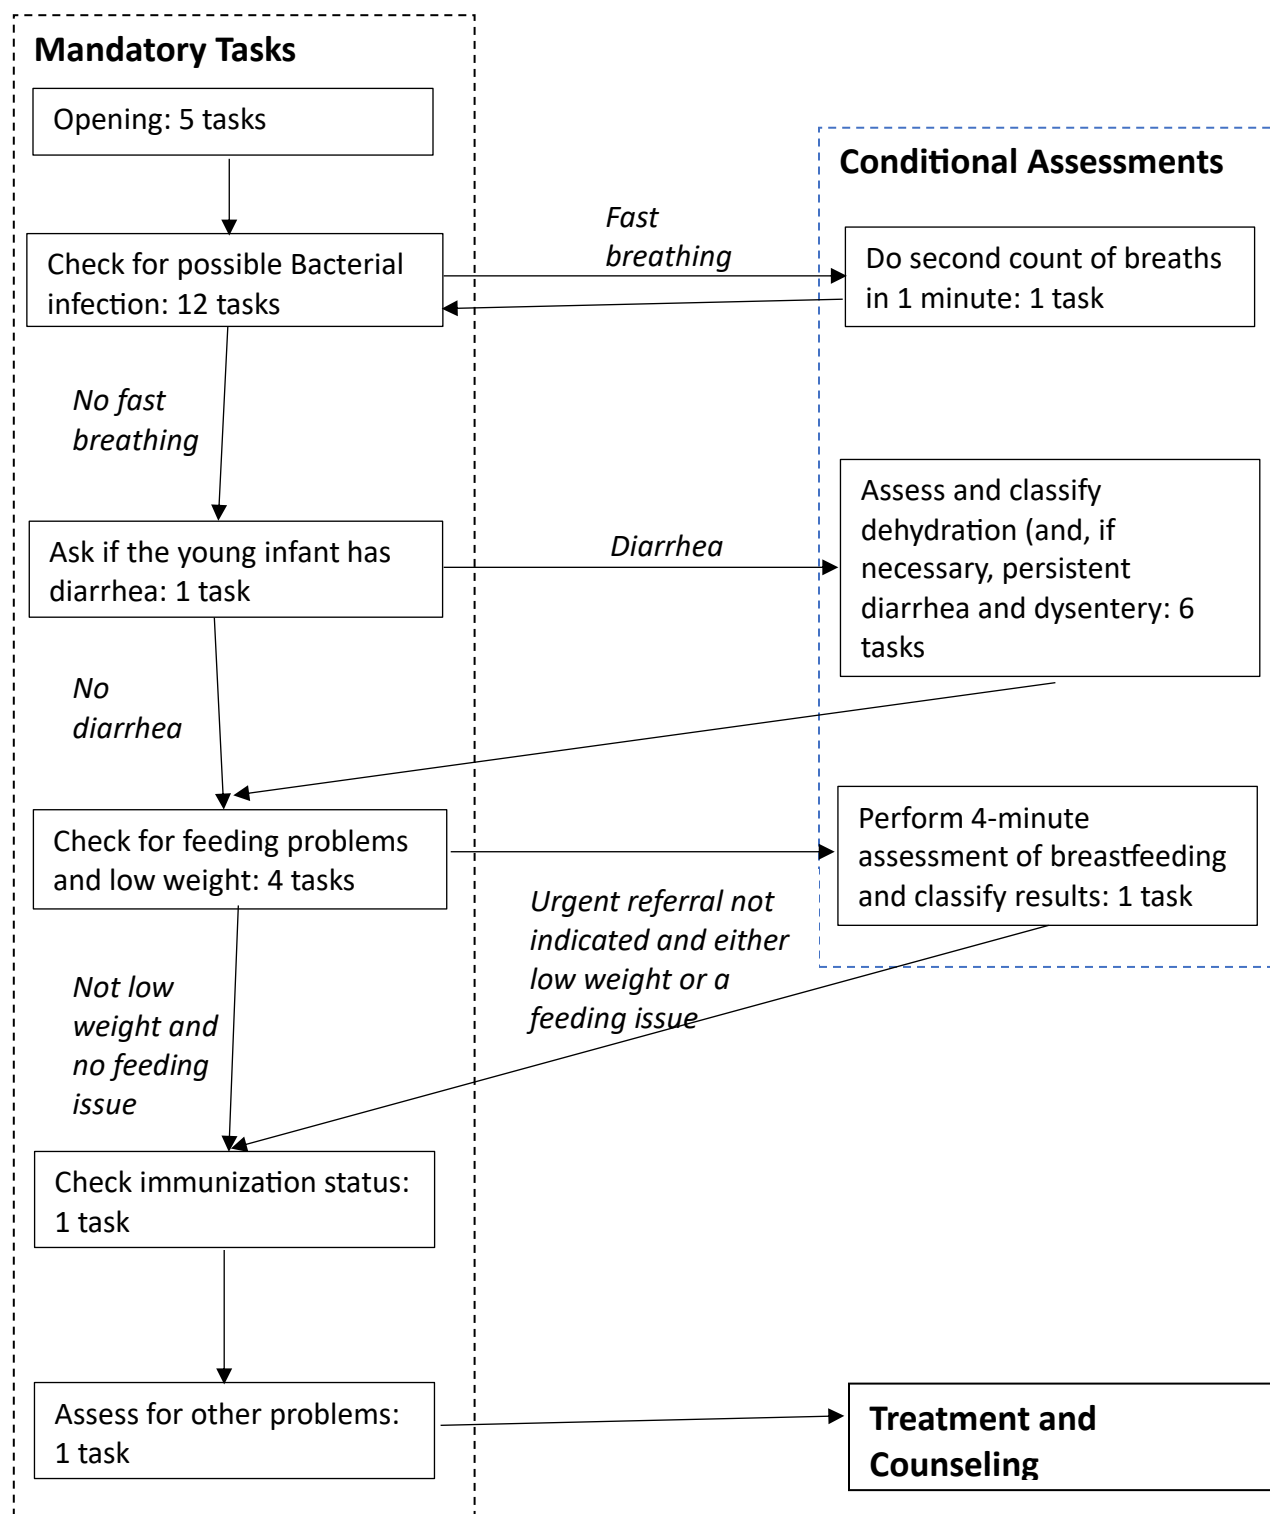 Mandatory Tasks
Opening: 5 tasks
Conditional Assessments
Fast
breathing
Check for possible Bacterial
infection: 12 tasks
Do second count of breaths
in 1 minute: 1 task
No fast
breathing
Ask if the young infant has
diarrhea: 1 task
Diarrhea
Assess and classify
dehydration (and, if
necessary, persistent
diarrhea and dysentery: 6
tasks
No
diarrhea
Check for feeding problems
and low weight: 4 tasks
Perform 4-minute
assessment of breastfeeding
and classify results: 1 task
Urgent referral not
indicated and either
low weight or a
feeding issue
Not low
weight and
no feeding
issue
Check immunization status:
1 task
Assess for other problems:
1 task
Treatment and
Counseling